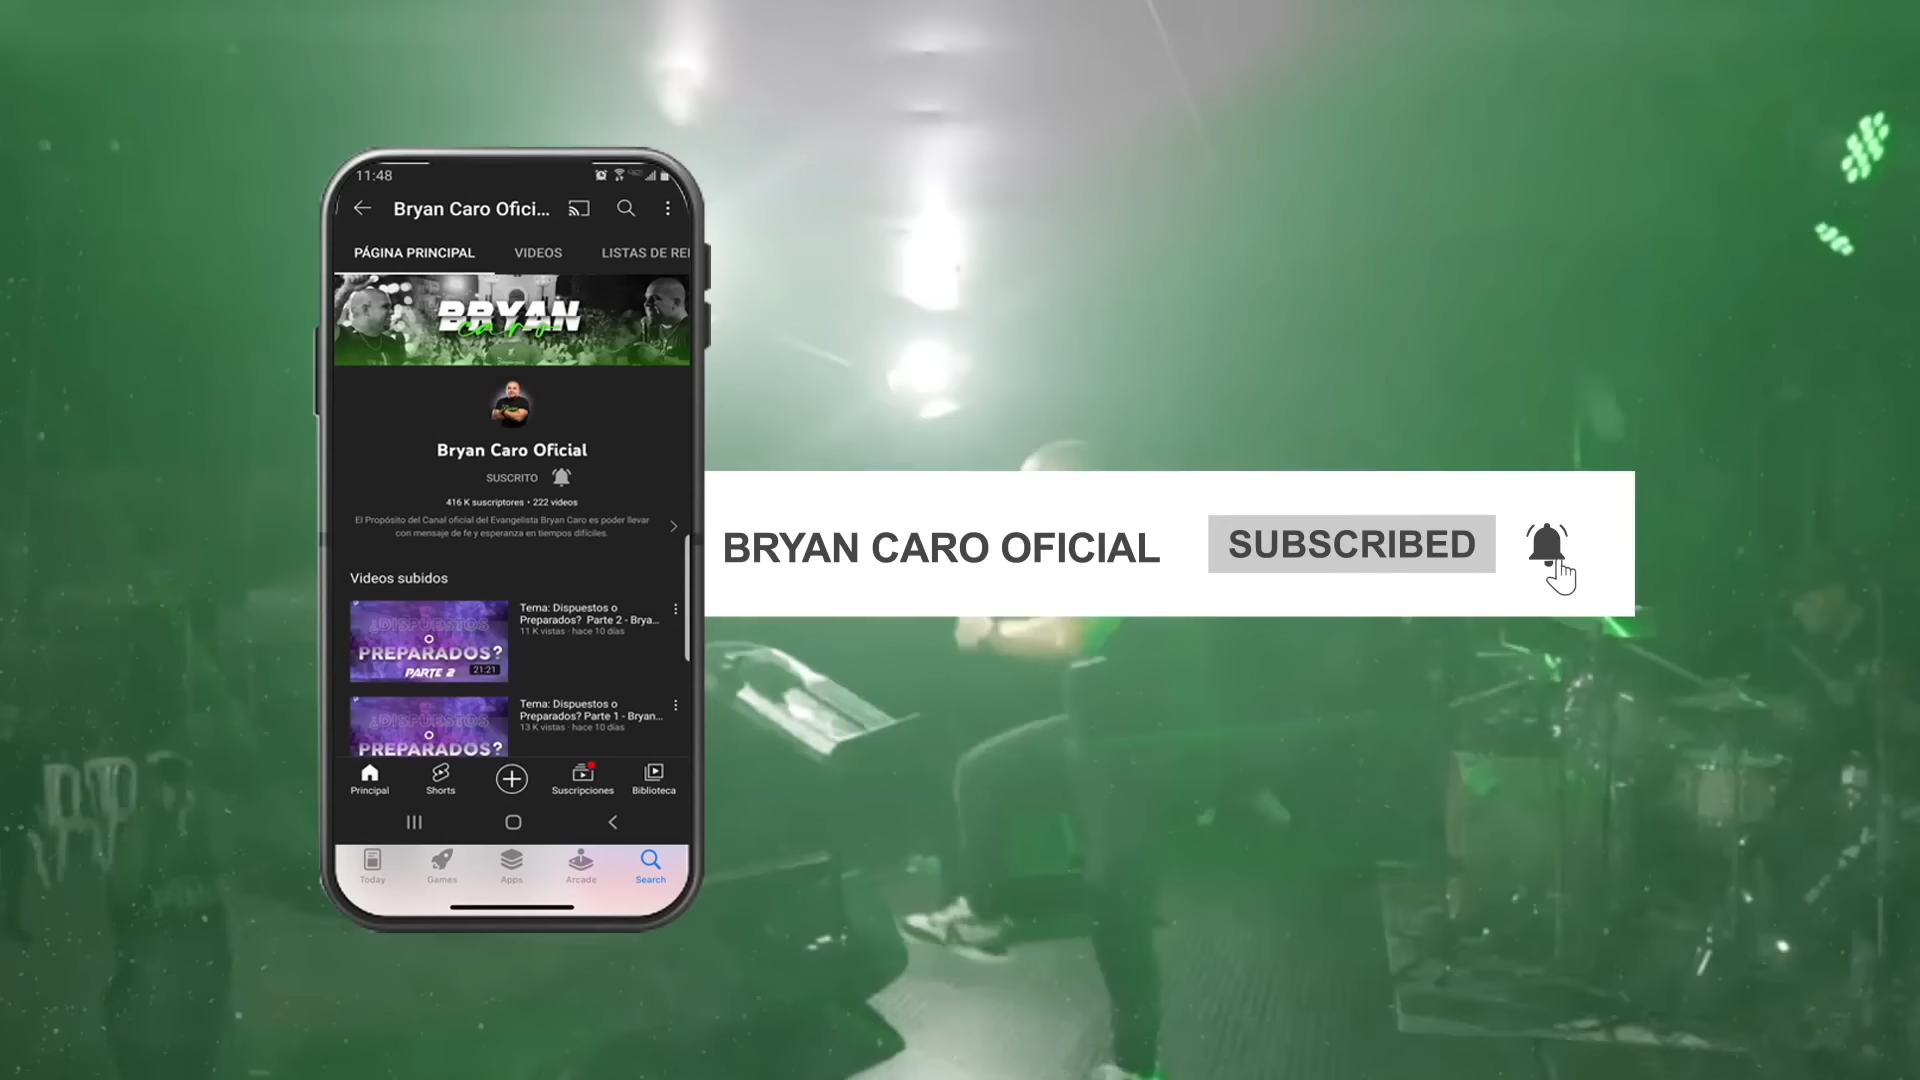 11:48
Bryan Caro Ofici...
PÁGINA PRINCIPAL VIDEOS LISTAS DE REI
BRYAN
caro
Bryan Caro Oficial
SUSCRITO
416 K suscriptores • 222 videos
El Propósito del Canal oficial del Evangelista Bryan Caro es poder llevar
con mensaje de fe y esperanza en tiempos difíciles.
Videos subidos
¿DISPUESTOS
O
PREPARADOS?
PARTE 2
21:21
Tema: Dispuestos o
Preparados? Parte 2 - Brya...
11 K vistas · hace 10 días
¿DISPUESTOS
O
PREPARADOS?
Tema: Dispuestos o
Preparados? Parte 1 - Bryan...
13 K vistas · hace 10 días
Principal Shorts Suscripciones Biblioteca
Today Games Apps Arcade Search
BRYAN CARO OFICIAL SUBSCRIBED